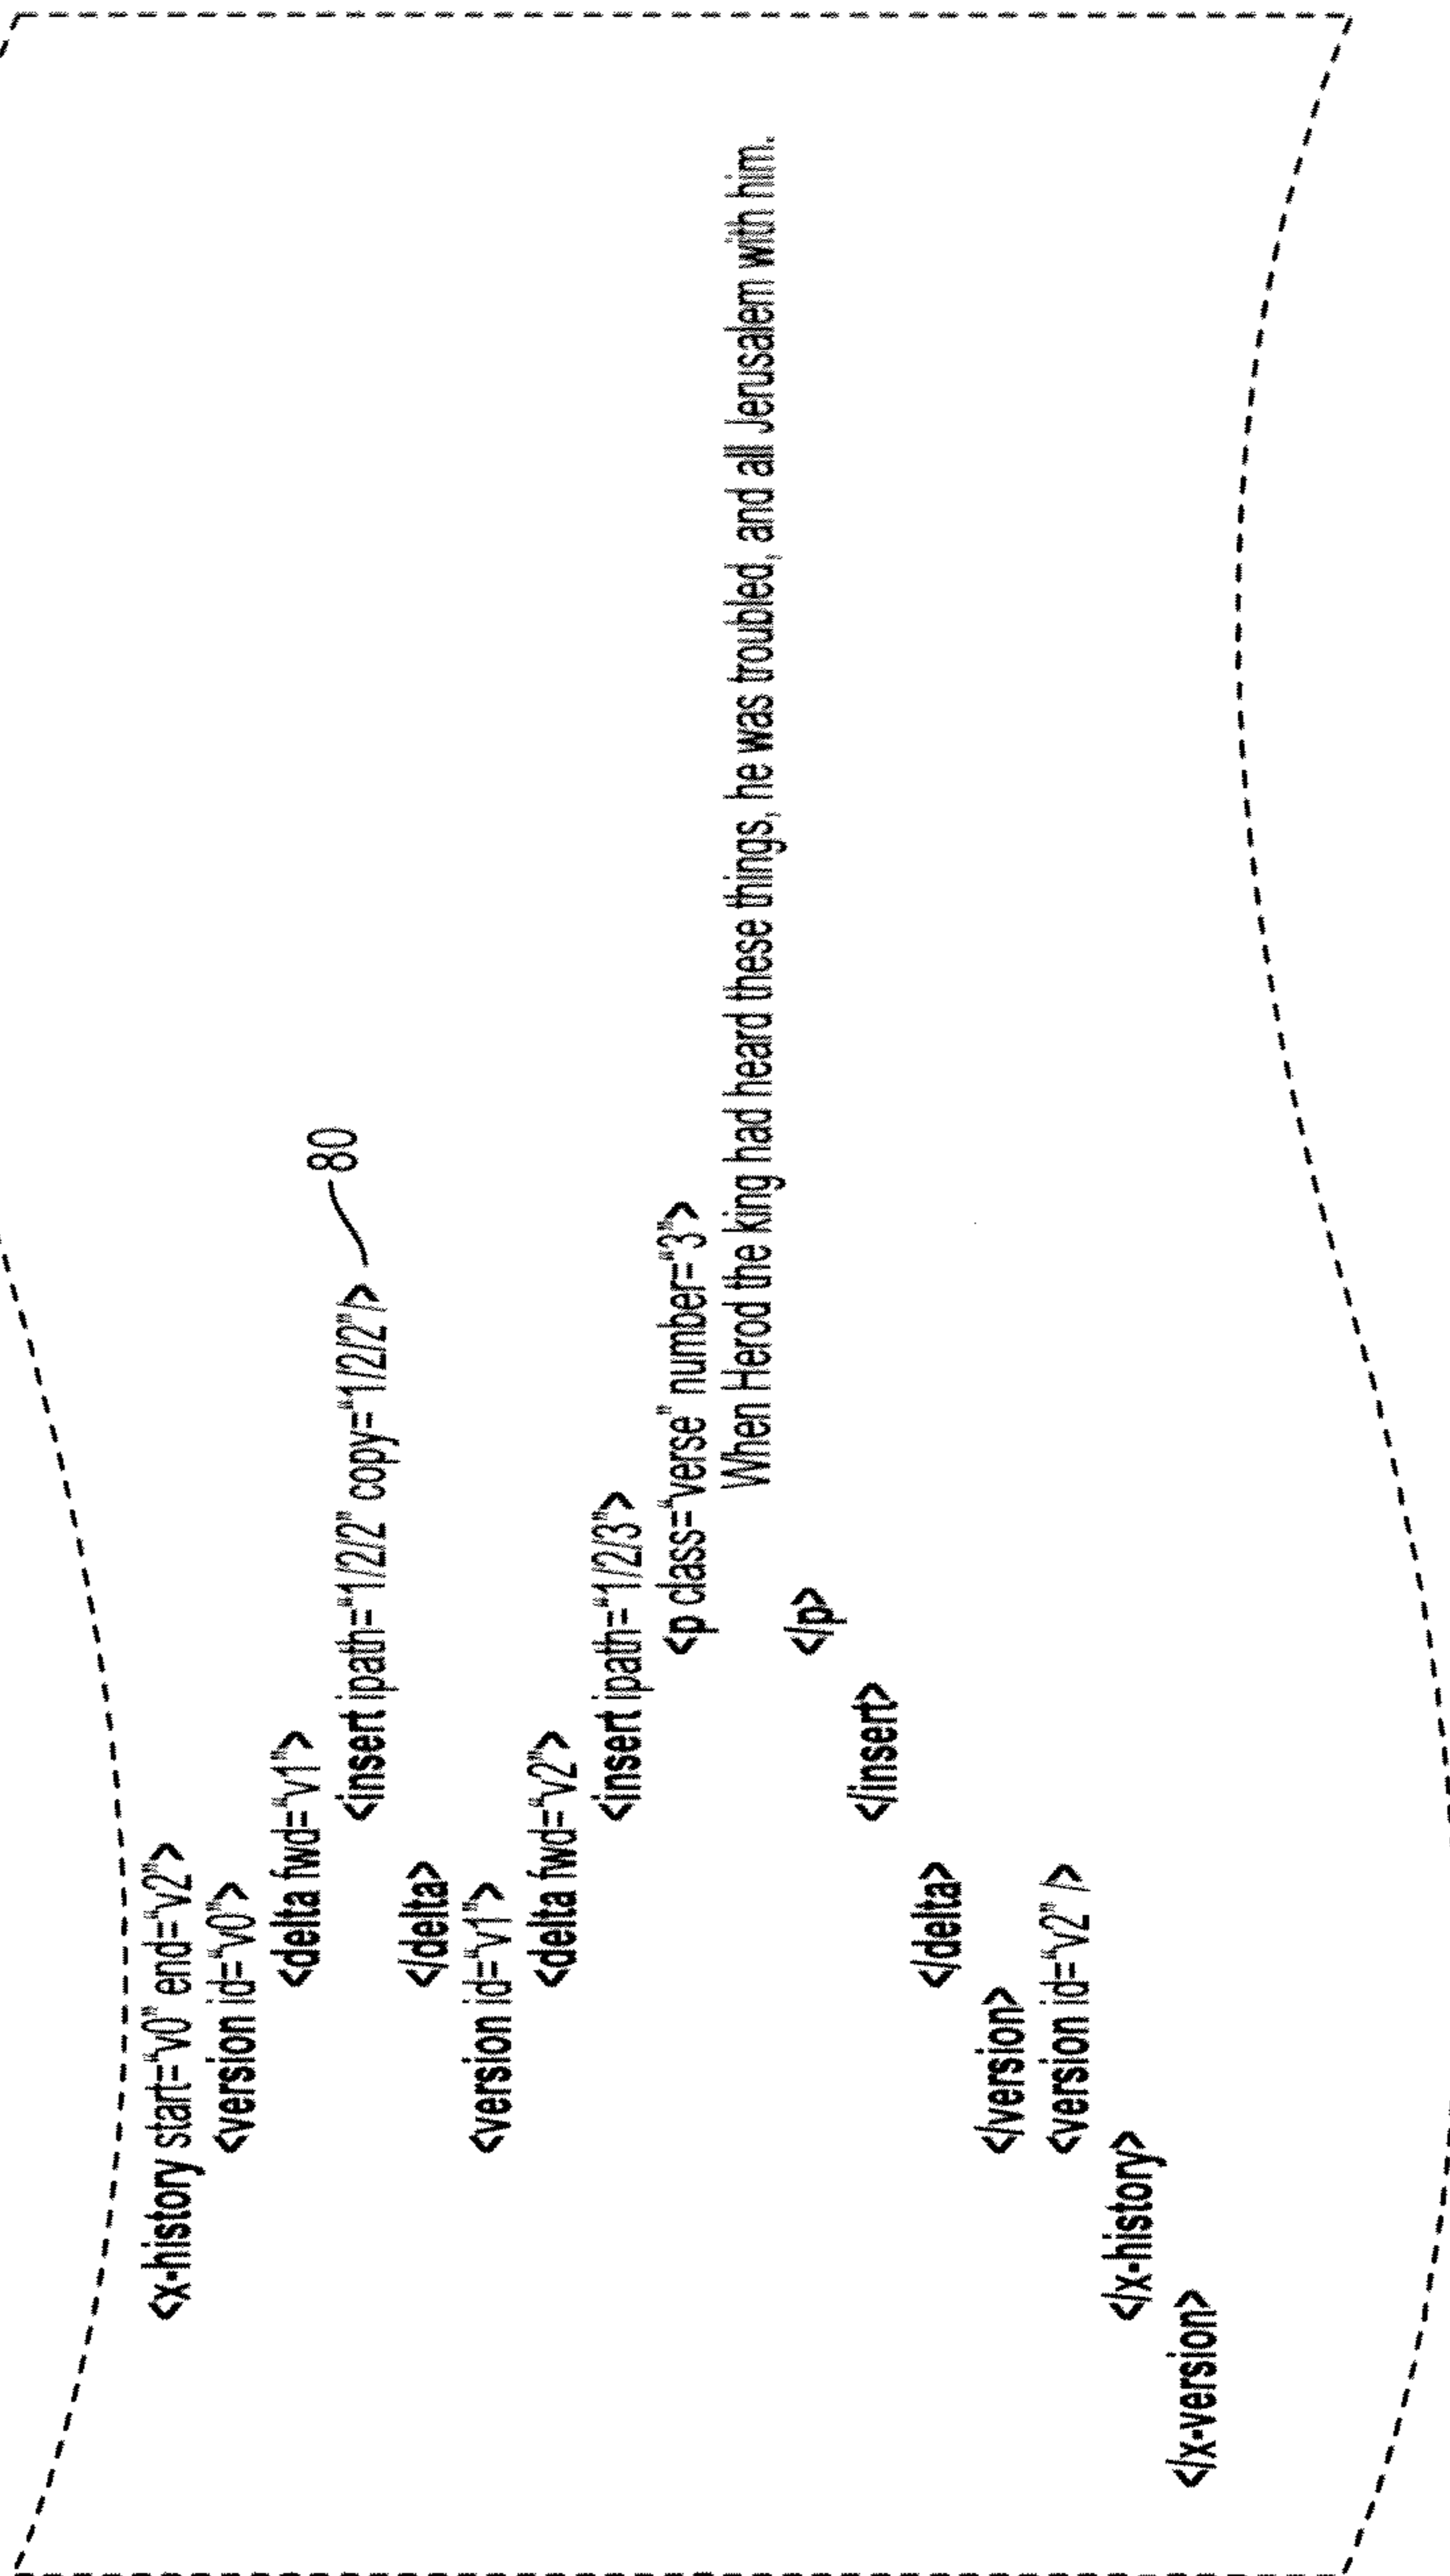 <x-history start=“v0” end=“v2”>
<version id=“v0”>
<delta fwd=“v1”>
<insert ipath=“1/2/2” copy=“1/2/2”/>
80
</delta>
<version id=“v1”>
<delta fwd=“v2”>
<insert ipath=“1/2/3”>
<p class=“verse” number=“3”>
When Herod the king had heard these things, he was troubled, and all Jerusalem with him.
</p>
</insert>
</delta>
</version>
<version id=“v2” />
</x-history>
</x-version>